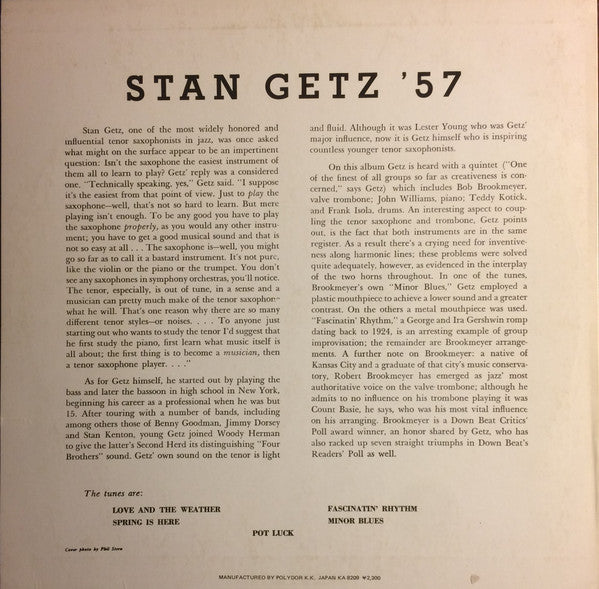 STAN GETZ '57
Stan Getz, one of the most widely honored and
influential tenor saxophonists in jazz, was once asked
what might on the surface appear to be an impertinent
question: Isn't the saxophone the easiest instrument of
them all to learn to play? Getz' reply was a considered
one. "Technically speaking, yes," Getz said. "I suppose
it's the easiest from that point of view. Just to play the
saxophone—well, that's not so hard to learn. But mere
playing isn't enough. To be any good you have to play
the saxophone properly, as you would any other instru-
ment; you have to get a good musical sound and that is
not so easy at all . . . The saxophone is—well, you might
go so far as to call it a bastard instrument. It's not pure,
like the violin or the piano or the trumpet. You don't
see any saxophones in symphony orchestras, you'll notice.
The tenor, especially, is out of tune, in a sense and a
musician can pretty much make of the tenor saxophone
what he will. That's one reason why there are so many
different tenor styles—or noises. . . . To anyone just
starting out who wants to study the tenor I'd suggest that
he first study the piano, first learn what music itself is
all about; the first thing is to become a musician, then
a tenor saxophone player. . . ."
As for Getz himself, he started out by playing the
bass and later the bassoon in high school in New York,
beginning his career as a professional when he was but
15. After touring with a number of bands, including
among others those of Benny Goodman, Jimmy Dorsey
and Stan Kenton, young Getz joined Woody Herman
to give the latter's Second Herd its distinguishing "Four
Brothers" sound. Getz' own sound on the tenor is light
and fluid. Although it was Lester Young who was Getz'
major influence, now it is Getz himself who is inspiring
countless younger tenor saxophonists.
On this album Getz is heard with a quintet ("One
of the finest of all groups so far as creativeness is con-
cerned," says Getz) which includes Bob Brookmeyer,
valve trombone; John Williams, piano; Teddy Kotick,
and Frank Isola, drums. An interesting aspect to coup-
ling the tenor saxophone and trombone, Getz points
out, is the fact that both instruments are in the same
register. As a result there's a crying need for inventive-
ness along harmonic lines; these problems were solved
quite adequately, however, as evidenced in the interplay
of the two horns throughout. In one of the tunes,
Brookmeyer's own "Minor Blues," Getz employed a
plastic mouthpiece to achieve a lower sound and a greater
contrast. On the others a metal mouthpiece was used.
"Fascinatin' Rhythm," a George and Ira Gershwin romp
dating back to 1924, is an arresting example of group
improvisation; the remainder are Brookmeyer arrange-
ments. A further note on Brookmeyer: a native of
Kansas City and a graduate of that city's music conserva-
tory, Robert Brookmeyer has emerged as jazz' most
authoritative voice on the valve trombone; although he
admits to no influence on his trombone playing it was
Count Basie, he says, who was his most vital influence
on his arranging. Brookmeyer is a Down Beat Critics'
Poll award winner, an honor shared by Getz, who has
also racked up seven straight triumphs in Down Beat's
Readers' Poll as well.
The tunes are:
LOVE AND THE WEATHER
SPRING IS HERE
FASCINATIN' RHYTHM
MINOR BLUES
POT LUCK
Cover photo by Phil Stern
MANUFACTURED BY POLYDOR K.K. JAPAN KA 8209 ¥2,300